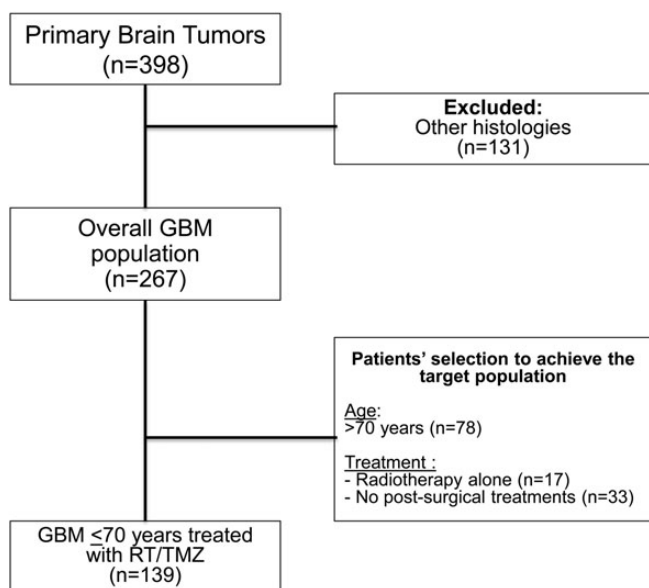 Primary Brain Tumors
(n=398)
Excluded:
Other histologies
(n=131)
Overall GBM
population
(n=267)
Patients' selection to achieve the
target population
Age:
>70 years (n=78)
Treatment :
- Radiotherapy alone (n=17)
- No post-surgical treatments (n=33)
GBM ≤70 years treated
with RT/TMZ
(n=139)